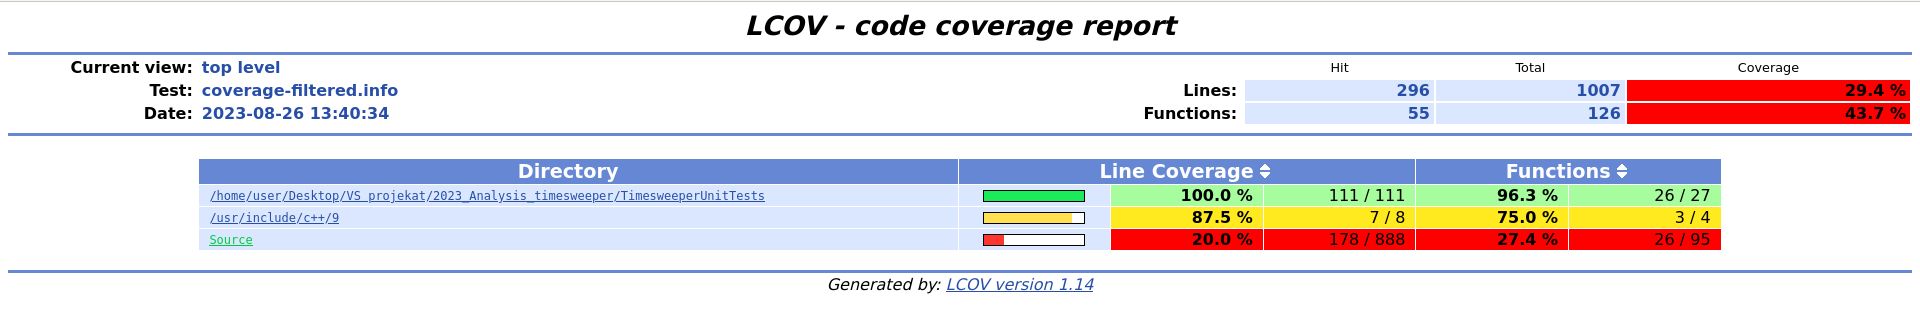 LCOV - code coverage report
Current view: top level Hit Total Coverage
Test: coverage-filtered.info Lines: 296 1007 29.4 %
Date: 2023-08-26 13:40:34 Functions: 55 126 43.7 %
Directory Line Coverage Functions
/home/user/Desktop/VS_projekat/2023_Analysis_timesweeper/TimesweeperUnitTests 100.0 % 111 / 111 96.3 % 26 / 27
/usr/include/c++/9 87.5 % 7 / 8 75.0 % 3 / 4
Source 20.0 % 178 / 888 27.4 % 26 / 95
Generated by: LCOV version 1.14